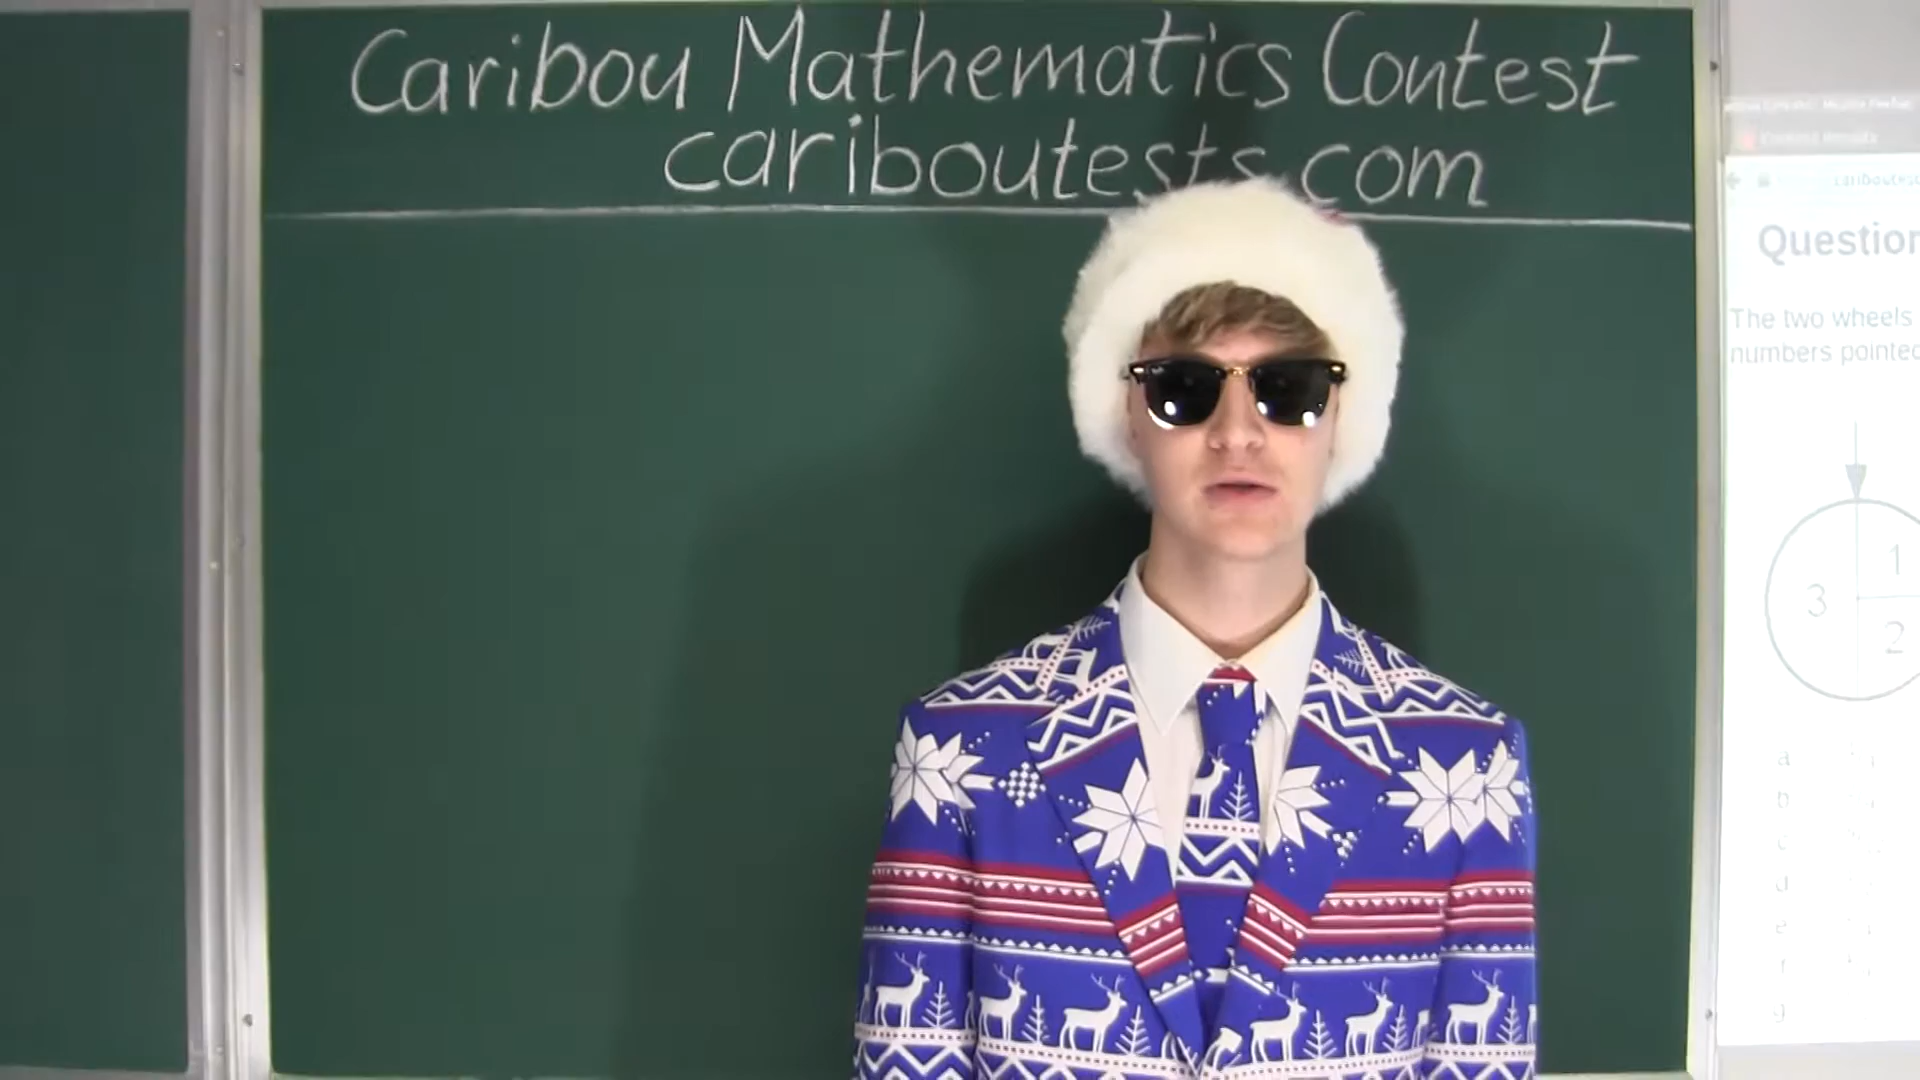 Caribou Mathematics Contest
cariboutests.com
Question
The two wheels
numbers pointed
1
3
2
a
b
c
d
e
f
g